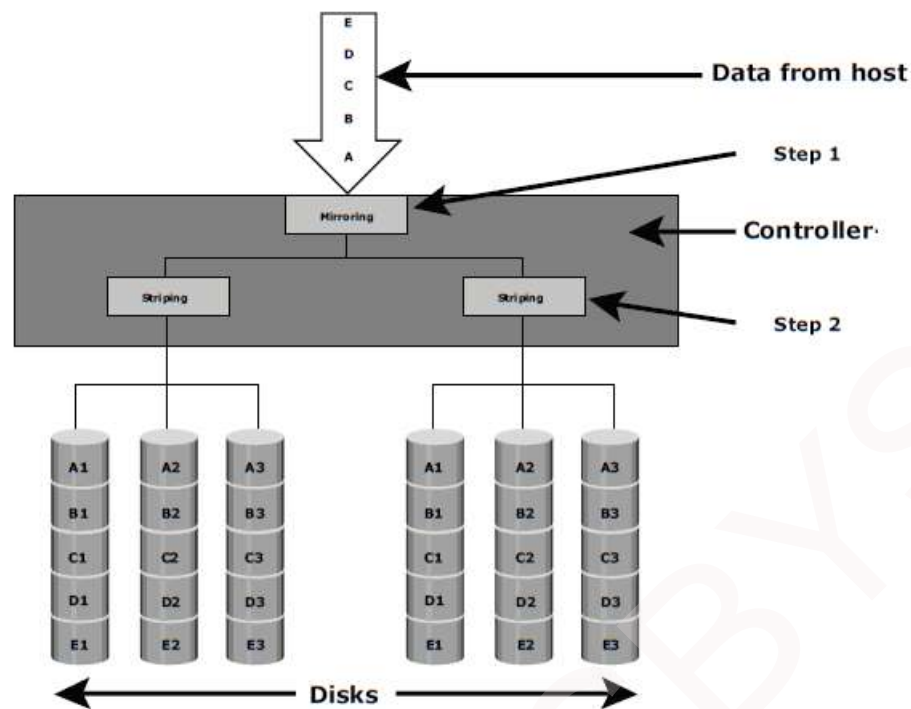 E
D
Data from host
C
B
A
Step 1
Mirroring
Controller·
Striping
Striping
Step 2
A1 A2 A3 A1 A2 A3
B1 B2 B3 B1 B2 B3
C1 C2 C3 C1 C2 C3
D1 D2 D3 D1 D2 D3
E1 E2 E3 E1 E2 E3
Disks
BYS